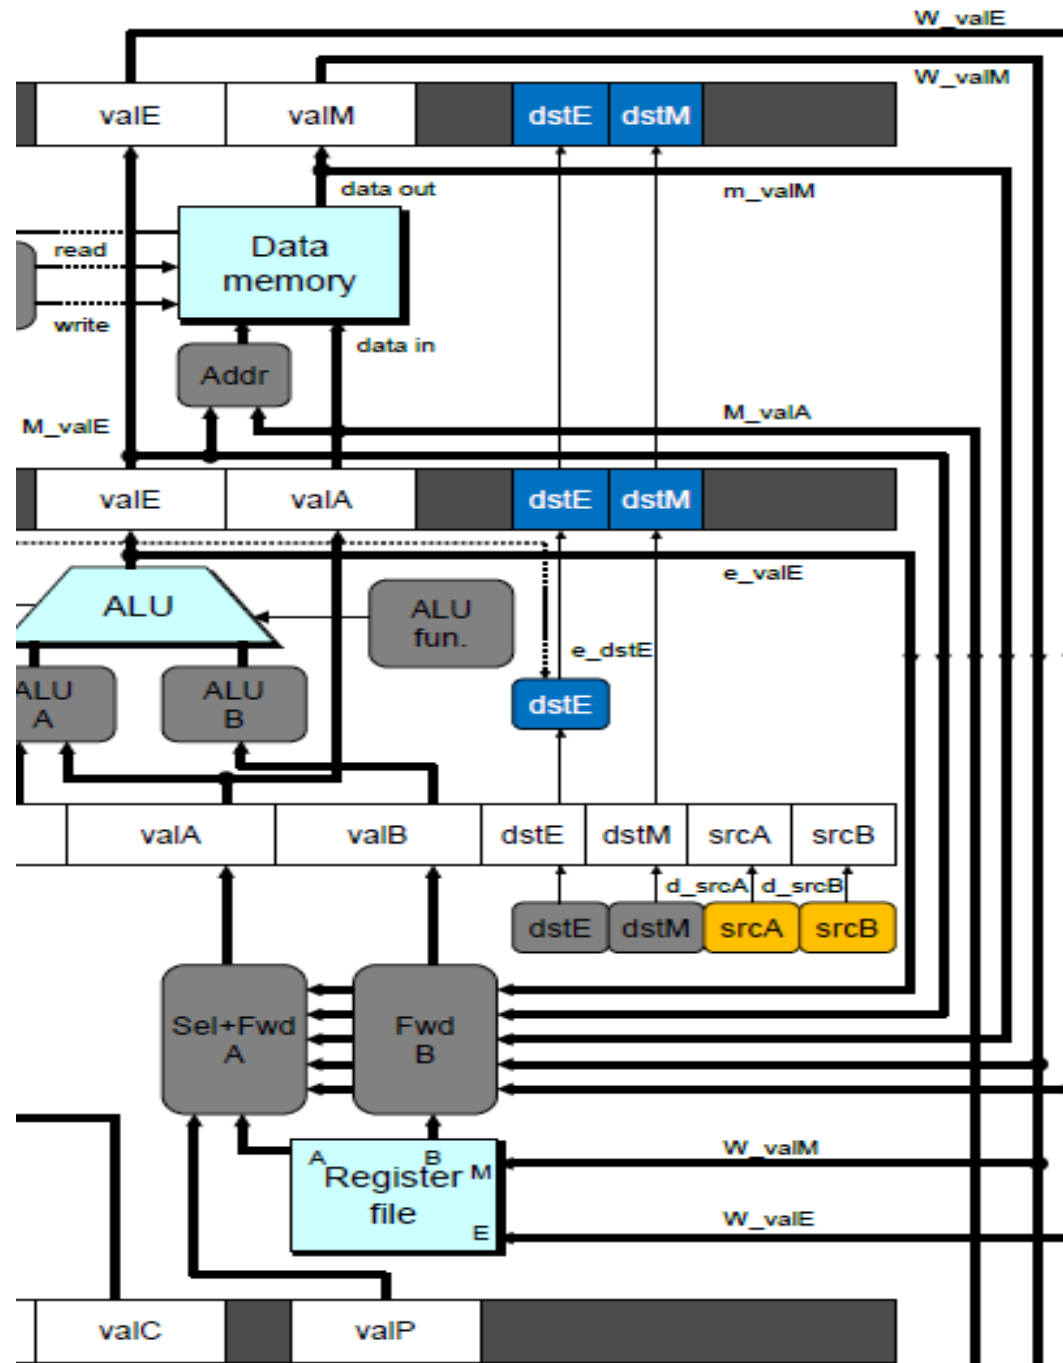 W_valE
W_valM
valE valM dstE dstM
data out
m_valM
Data
memory
read
write
data in
Addr
M_valA
M_valE
valE valA dstE dstM
e_valE
ALU
ALU
fun.
e_dstE
ALU
A
ALU
B
dstE
valA valB dstE dstM srcA srcB
d_srcA d_srcB
dstE dstM srcA srcB
Sel+Fwd
A
Fwd
B
A B M
Register
file
E
W_valM
W_valE
valC valP